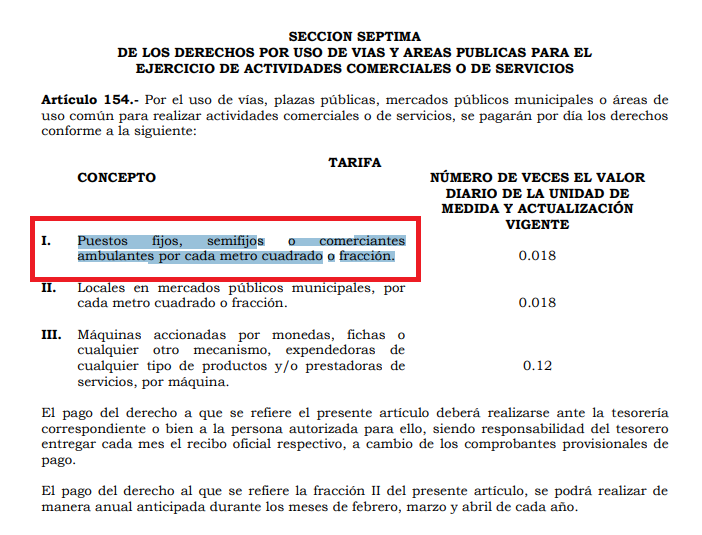 SECCION SEPTIMA
DE LOS DERECHOS POR USO DE VIAS Y AREAS PUBLICAS PARA EL
EJERCICIO DE ACTIVIDADES COMERCIALES O DE SERVICIOS
Artículo 154.- Por el uso de vías, plazas públicas, mercados públicos municipales o áreas de
uso común para realizar actividades comerciales o de servicios, se pagarán por día los derechos
conforme a la siguiente:
TARIFA
CONCEPTO
NÚMERO DE VECES EL VALOR
DIARIO DE LA UNIDAD DE
MEDIDA Y ACTUALIZACIÓN
VIGENTE
I. Puestos fijos, semifijos o comerciantes
ambulantes por cada metro cuadrado o fracción. 0.018
II. Locales en mercados públicos municipales, por
cada metro cuadrado o fracción. 0.018
III. Máquinas accionadas por monedas, fichas o
cualquier otro mecanismo, expendedoras de
cualquier tipo de productos y/o prestadoras de 0.12
servicios, por máquina.
El pago del derecho a que se refiere el presente artículo deberá realizarse ante la tesorería
correspondiente o bien a la persona autorizada para ello, siendo responsabilidad del tesorero
entregar cada mes el recibo oficial respectivo, a cambio de los comprobantes provisionales de
pago.
El pago del derecho al que se refiere la fracción II del presente artículo, se podrá realizar de
manera anual anticipada durante los meses de febrero, marzo y abril de cada año.